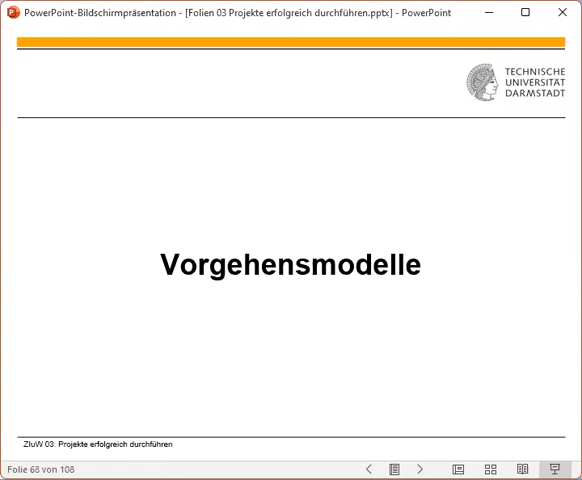 PowerPoint-Bildschirmpräsentation - [Folien 03 Projekte erfolgreich durchführen.pptx] - PowerPoint
TECHNISCHE
UNIVERSITÄT
DARMSTADT
Vorgehensmodelle
ZIuW 03: Projekte erfolgreich durchführen
Folie 68 von 108